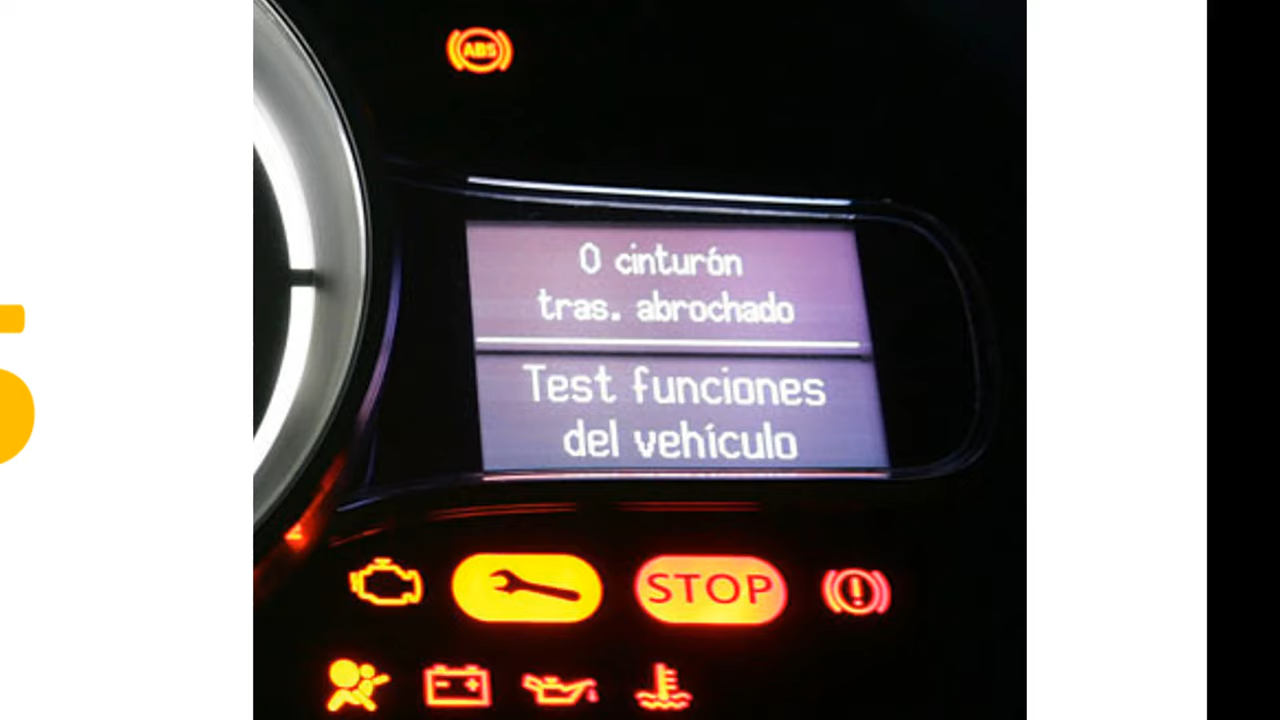 ABS
0 cinturón
tras. abrochado
Test funciones
del vehículo
STOP